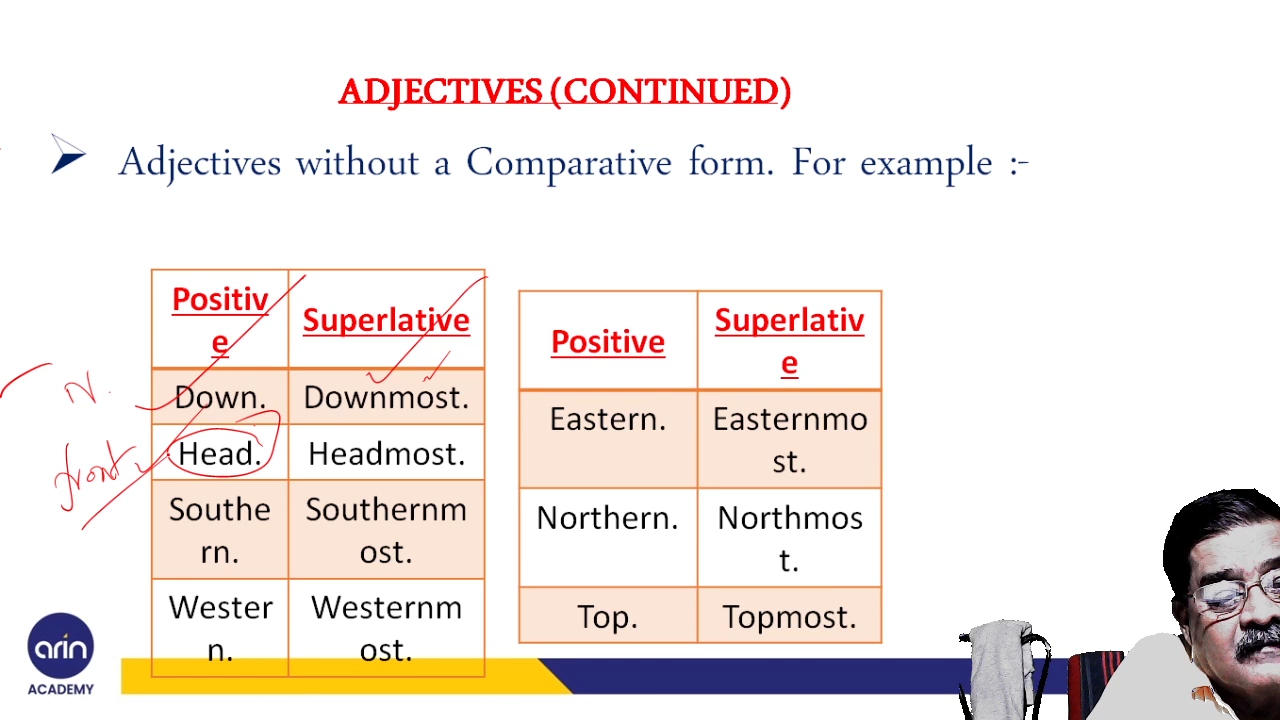 ADJECTIVES (CONTINUED)
Adjectives without a Comparative form. For example :-
Positiv
e
Superlative
Down.
Downmost.
Head.
Headmost.
Southe
rn.
Southernm
ost.
Wester
n.
Westernm
ost.
N.
front
Positive
Superlativ
e
Eastern.
Easternmo
st.
Northern.
Northmos
t.
Top.
Topmost.
arin
ACADEMY